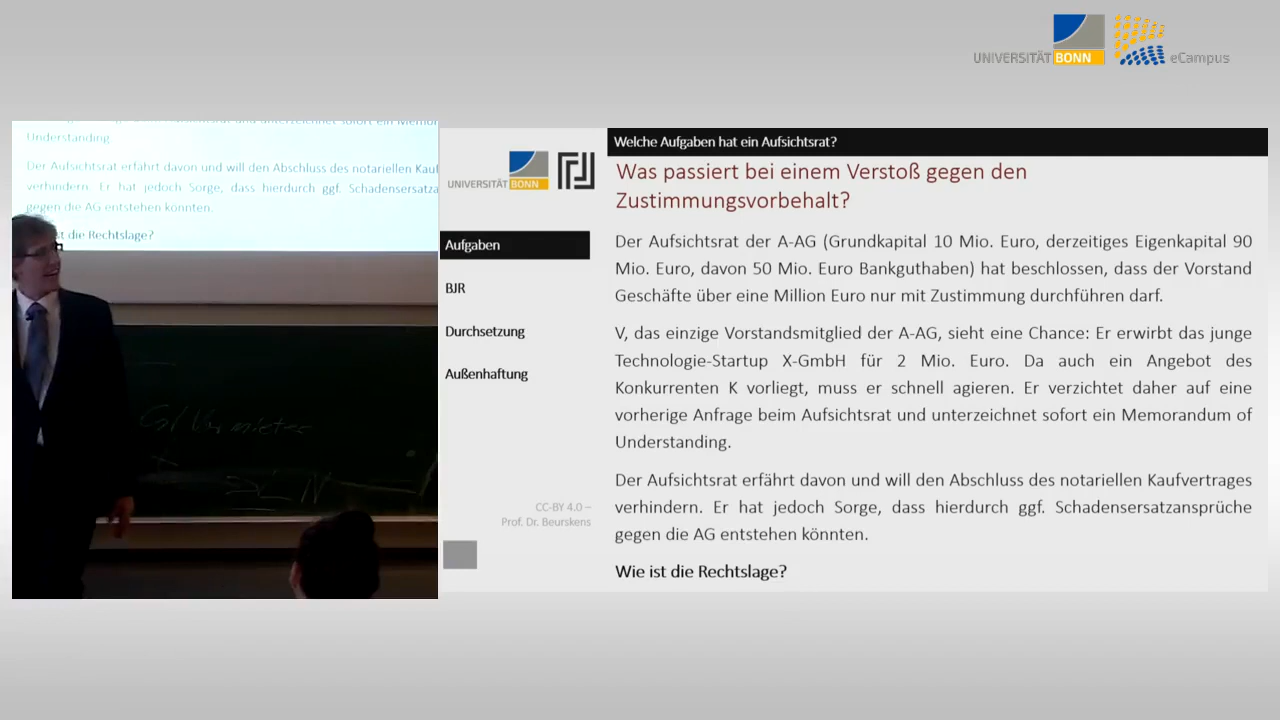 UNIVERSITÄT BONN
eCampus
Understanding.
Der Aufsichtsrat erfährt davon und will den Abschluss des notariellen Kauf
verhindern. Er hat jedoch Sorge, dass hierdurch ggf. Schadensersatza
gegen die AG entstehen könnten.
die Rechtslage?
UNIVERSITÄT BONN
Aufgaben
BJR
Durchsetzung
Außenhaftung
CC-BY 4.0 –
Prof. Dr. Beurskens
Welche Aufgaben hat ein Aufsichtsrat?
Was passiert bei einem Verstoß gegen den
Zustimmungsvorbehalt?
Der Aufsichtsrat der A-AG (Grundkapital 10 Mio. Euro, derzeitiges Eigenkapital 90
Mio. Euro, davon 50 Mio. Euro Bankguthaben) hat beschlossen, dass der Vorstand
Geschäfte über eine Million Euro nur mit Zustimmung durchführen darf.
V, das einzige Vorstandsmitglied der A-AG, sieht eine Chance: Er erwirbt das junge
Technologie-Startup X-GmbH für 2 Mio. Euro. Da auch ein Angebot des
Konkurrenten K vorliegt, muss er schnell agieren. Er verzichtet daher auf eine
vorherige Anfrage beim Aufsichtsrat und unterzeichnet sofort ein Memorandum of
Understanding.
Der Aufsichtsrat erfährt davon und will den Abschluss des notariellen Kaufvertrages
verhindern. Er hat jedoch Sorge, dass hierdurch ggf. Schadensersatzansprüche
gegen die AG entstehen könnten.
Wie ist die Rechtslage?